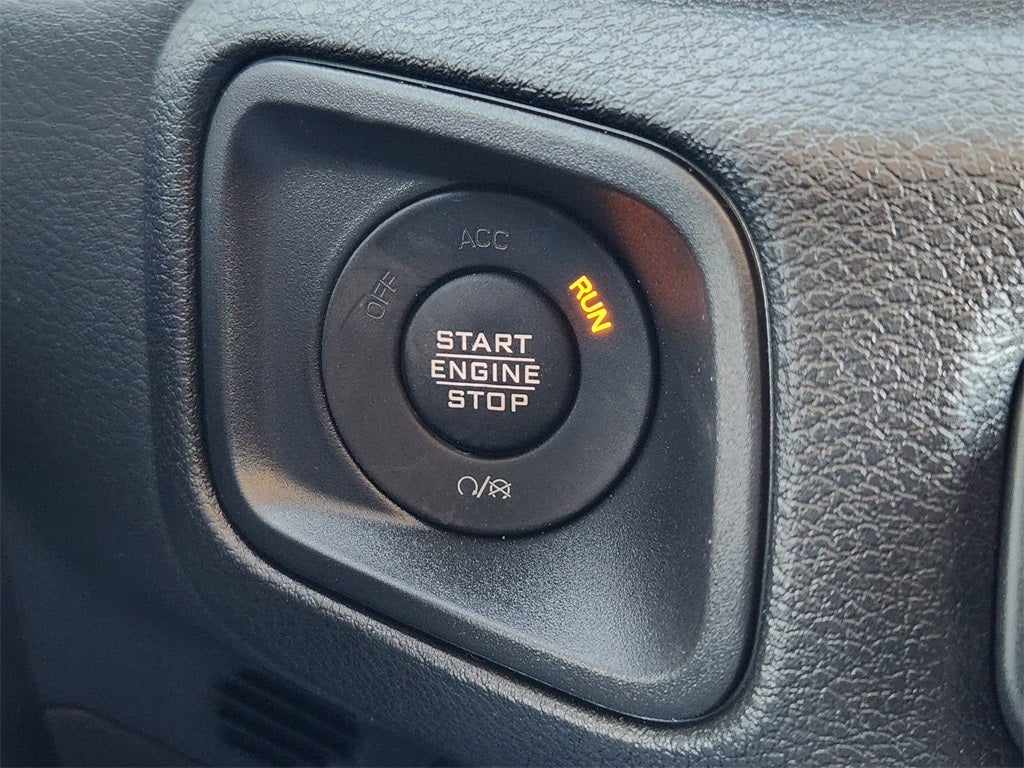 ACC
OFF
RUN
START
ENGINE
STOP